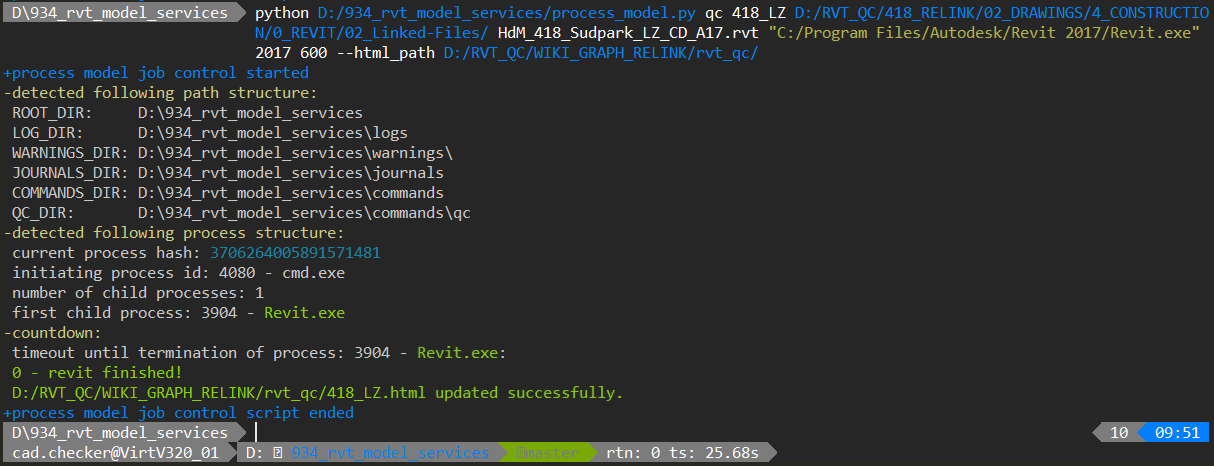 D\934_rvt_model_services python D:/934_rvt_model_services/process_model.py qc 418_LZ D:/RVT_QC/418_RELINK/02_DRAWINGS/4_CONSTRUCTIO
N/0_REVIT/02_Linked-Files/ HdM_418_Sudpark_LZ_CD_A17.rvt "C:/Program Files/Autodesk/Revit 2017/Revit.exe"
2017 600 --html_path D:/RVT_QC/WIKI_GRAPH_RELINK/rvt_qc/
+process model job control started
-detected following path structure:
ROOT_DIR: D:\934_rvt_model_services
LOG_DIR: D:\934_rvt_model_services\logs
WARNINGS_DIR: D:\934_rvt_model_services\warnings\
JOURNALS_DIR: D:\934_rvt_model_services\journals
COMMANDS_DIR: D:\934_rvt_model_services\commands
QC_DIR: D:\934_rvt_model_services\commands\qc
-detected following process structure:
current process hash: 3706264005891571481
initiating process id: 4080 - cmd.exe
number of child processes: 1
first child process: 3904 - Revit.exe
-countdown:
timeout until termination of process: 3904 - Revit.exe:
0 - revit finished!
D:/RVT_QC/WIKI_GRAPH_RELINK/rvt_qc/418_LZ.html updated successfully.
+process model job control script ended
D\934_rvt_model_services 10 09:51
cad.checker@VirtV320_01 D: 934_rvt_model_services master rtn: 0 ts: 25.68s